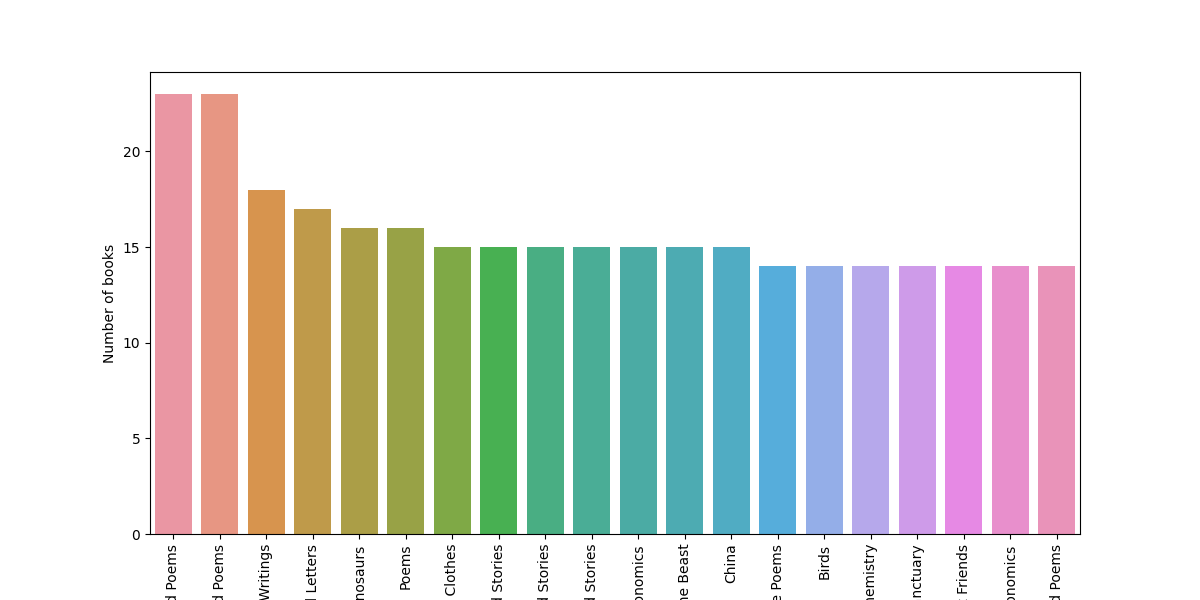 20
15
10
5
0
Number of books
d Poems
d Poems
Writings
d Letters
nosaurs
Poems
Clothes
d Stories
d Stories
d Stories
onomics
ne Beast
China
e Poems
Birds
hemistry
nctuary
Friends
onomics
d Poems